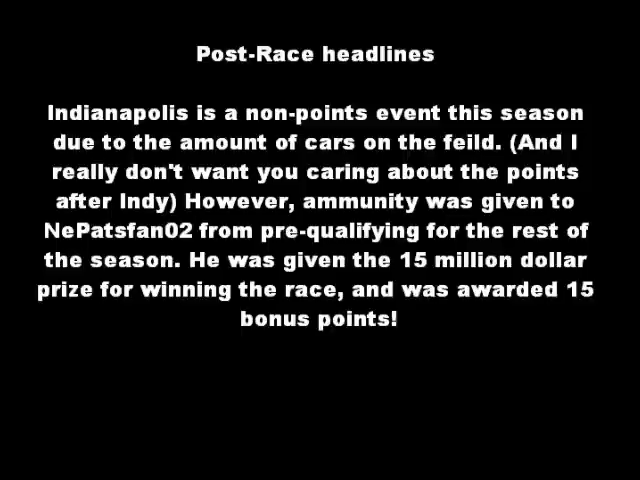 Post-Race headlines
Indianapolis is a non-points event this season
due to the amount of cars on the feild. (And I
really don't want you caring about the points
after Indy) However, ammunity was given to
NePatsfan02 from pre-qualifying for the rest of
the season. He was given the 15 million dollar
prize for winning the race, and was awarded 15
bonus points!